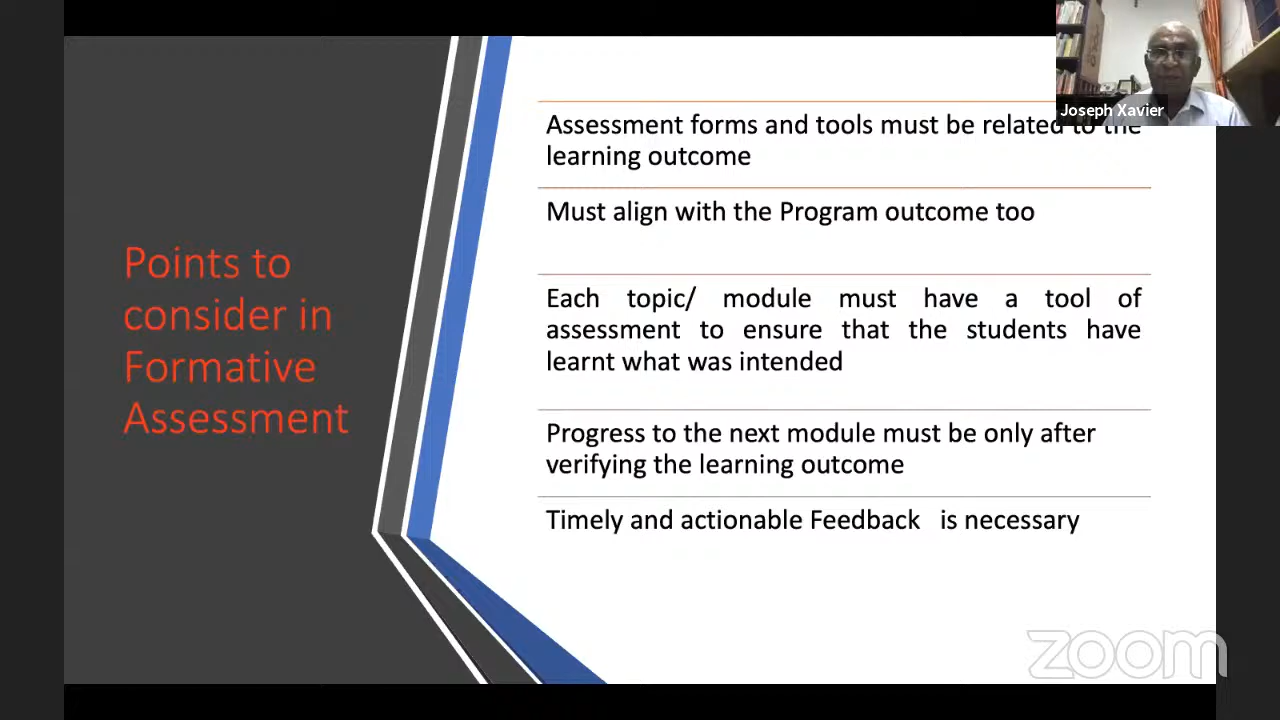 Joseph Xavier
Points to
consider in
Formative
Assessment
Assessment forms and tools must be related to the
learning outcome
Must align with the Program outcome too
Each topic/ module must have a tool of
assessment to ensure that the students have
learnt what was intended
Progress to the next module must be only after
verifying the learning outcome
Timely and actionable Feedback is necessary
zoom